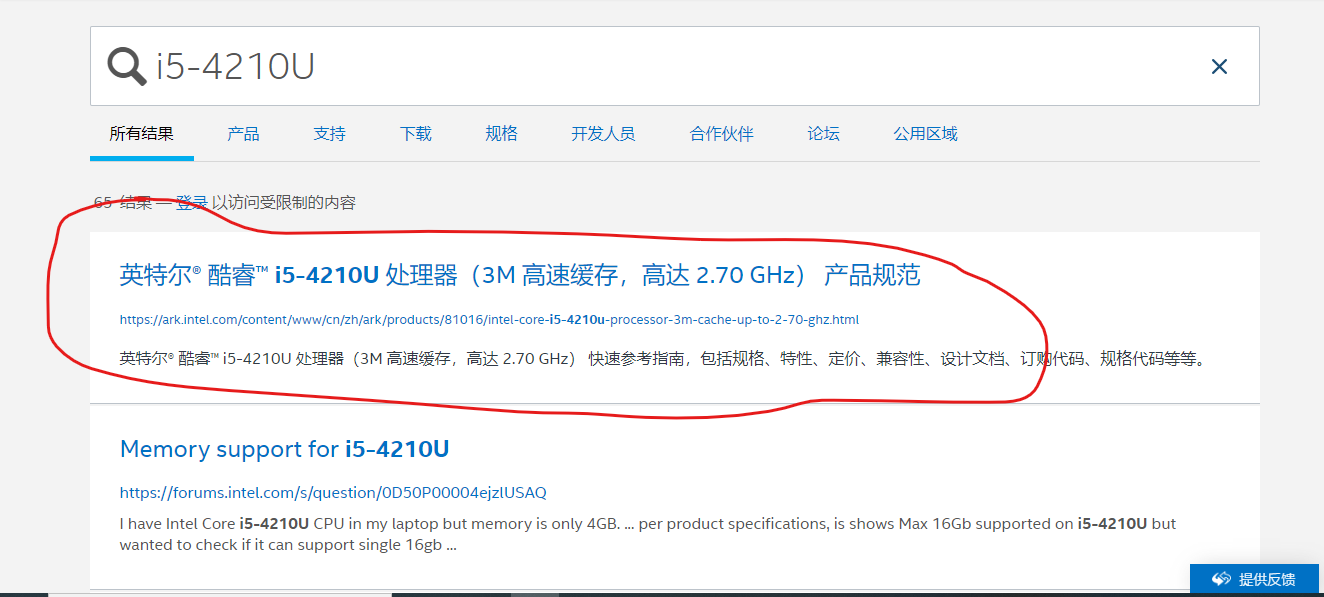 i5-4210U
所有结果 产品 支持 下载 规格 开发人员 合作伙伴 论坛 公用区域
65 结果 — 登录 以访问受限制的内容
英特尔® 酷睿™ i5-4210U 处理器（3M 高速缓存，高达 2.70 GHz） 产品规范
https://ark.intel.com/content/www/cn/zh/ark/products/81016/intel-core-i5-4210u-processor-3m-cache-up-to-2-70-ghz.html
英特尔® 酷睿™ i5-4210U 处理器（3M 高速缓存，高达 2.70 GHz） 快速参考指南，包括规格、特性、定价、兼容性、设计文档、订购代码、规格代码等等。
Memory support for i5-4210U
https://forums.intel.com/s/question/0D50P00004ejzlUSAQ
I have Intel Core i5-4210U CPU in my laptop but memory is only 4GB. ... per product specifications, is shows Max 16Gb supported on i5-4210U but
wanted to check if it can support single 16gb ...
提供反馈